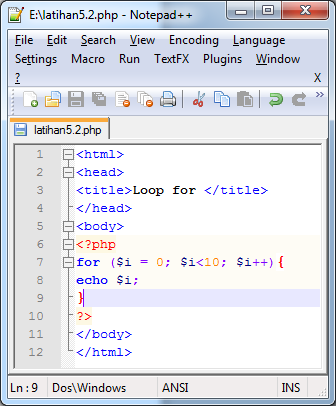 E:\latihan5.2.php - Notepad++
File Edit Search View Encoding Language
Settings Macro Run TextFX Plugins Window
? X
latihan5.2.php
1 <html>
2 <head>
3 <title>Loop for </title>
4 </head>
5 <body>
6 <?php
7 for ($i = 0; $i<10; $i++){
8 echo $i;
9 }
10 ?>
11 </body>
12 </html>
Ln : 9 Dos\Windows ANSI INS